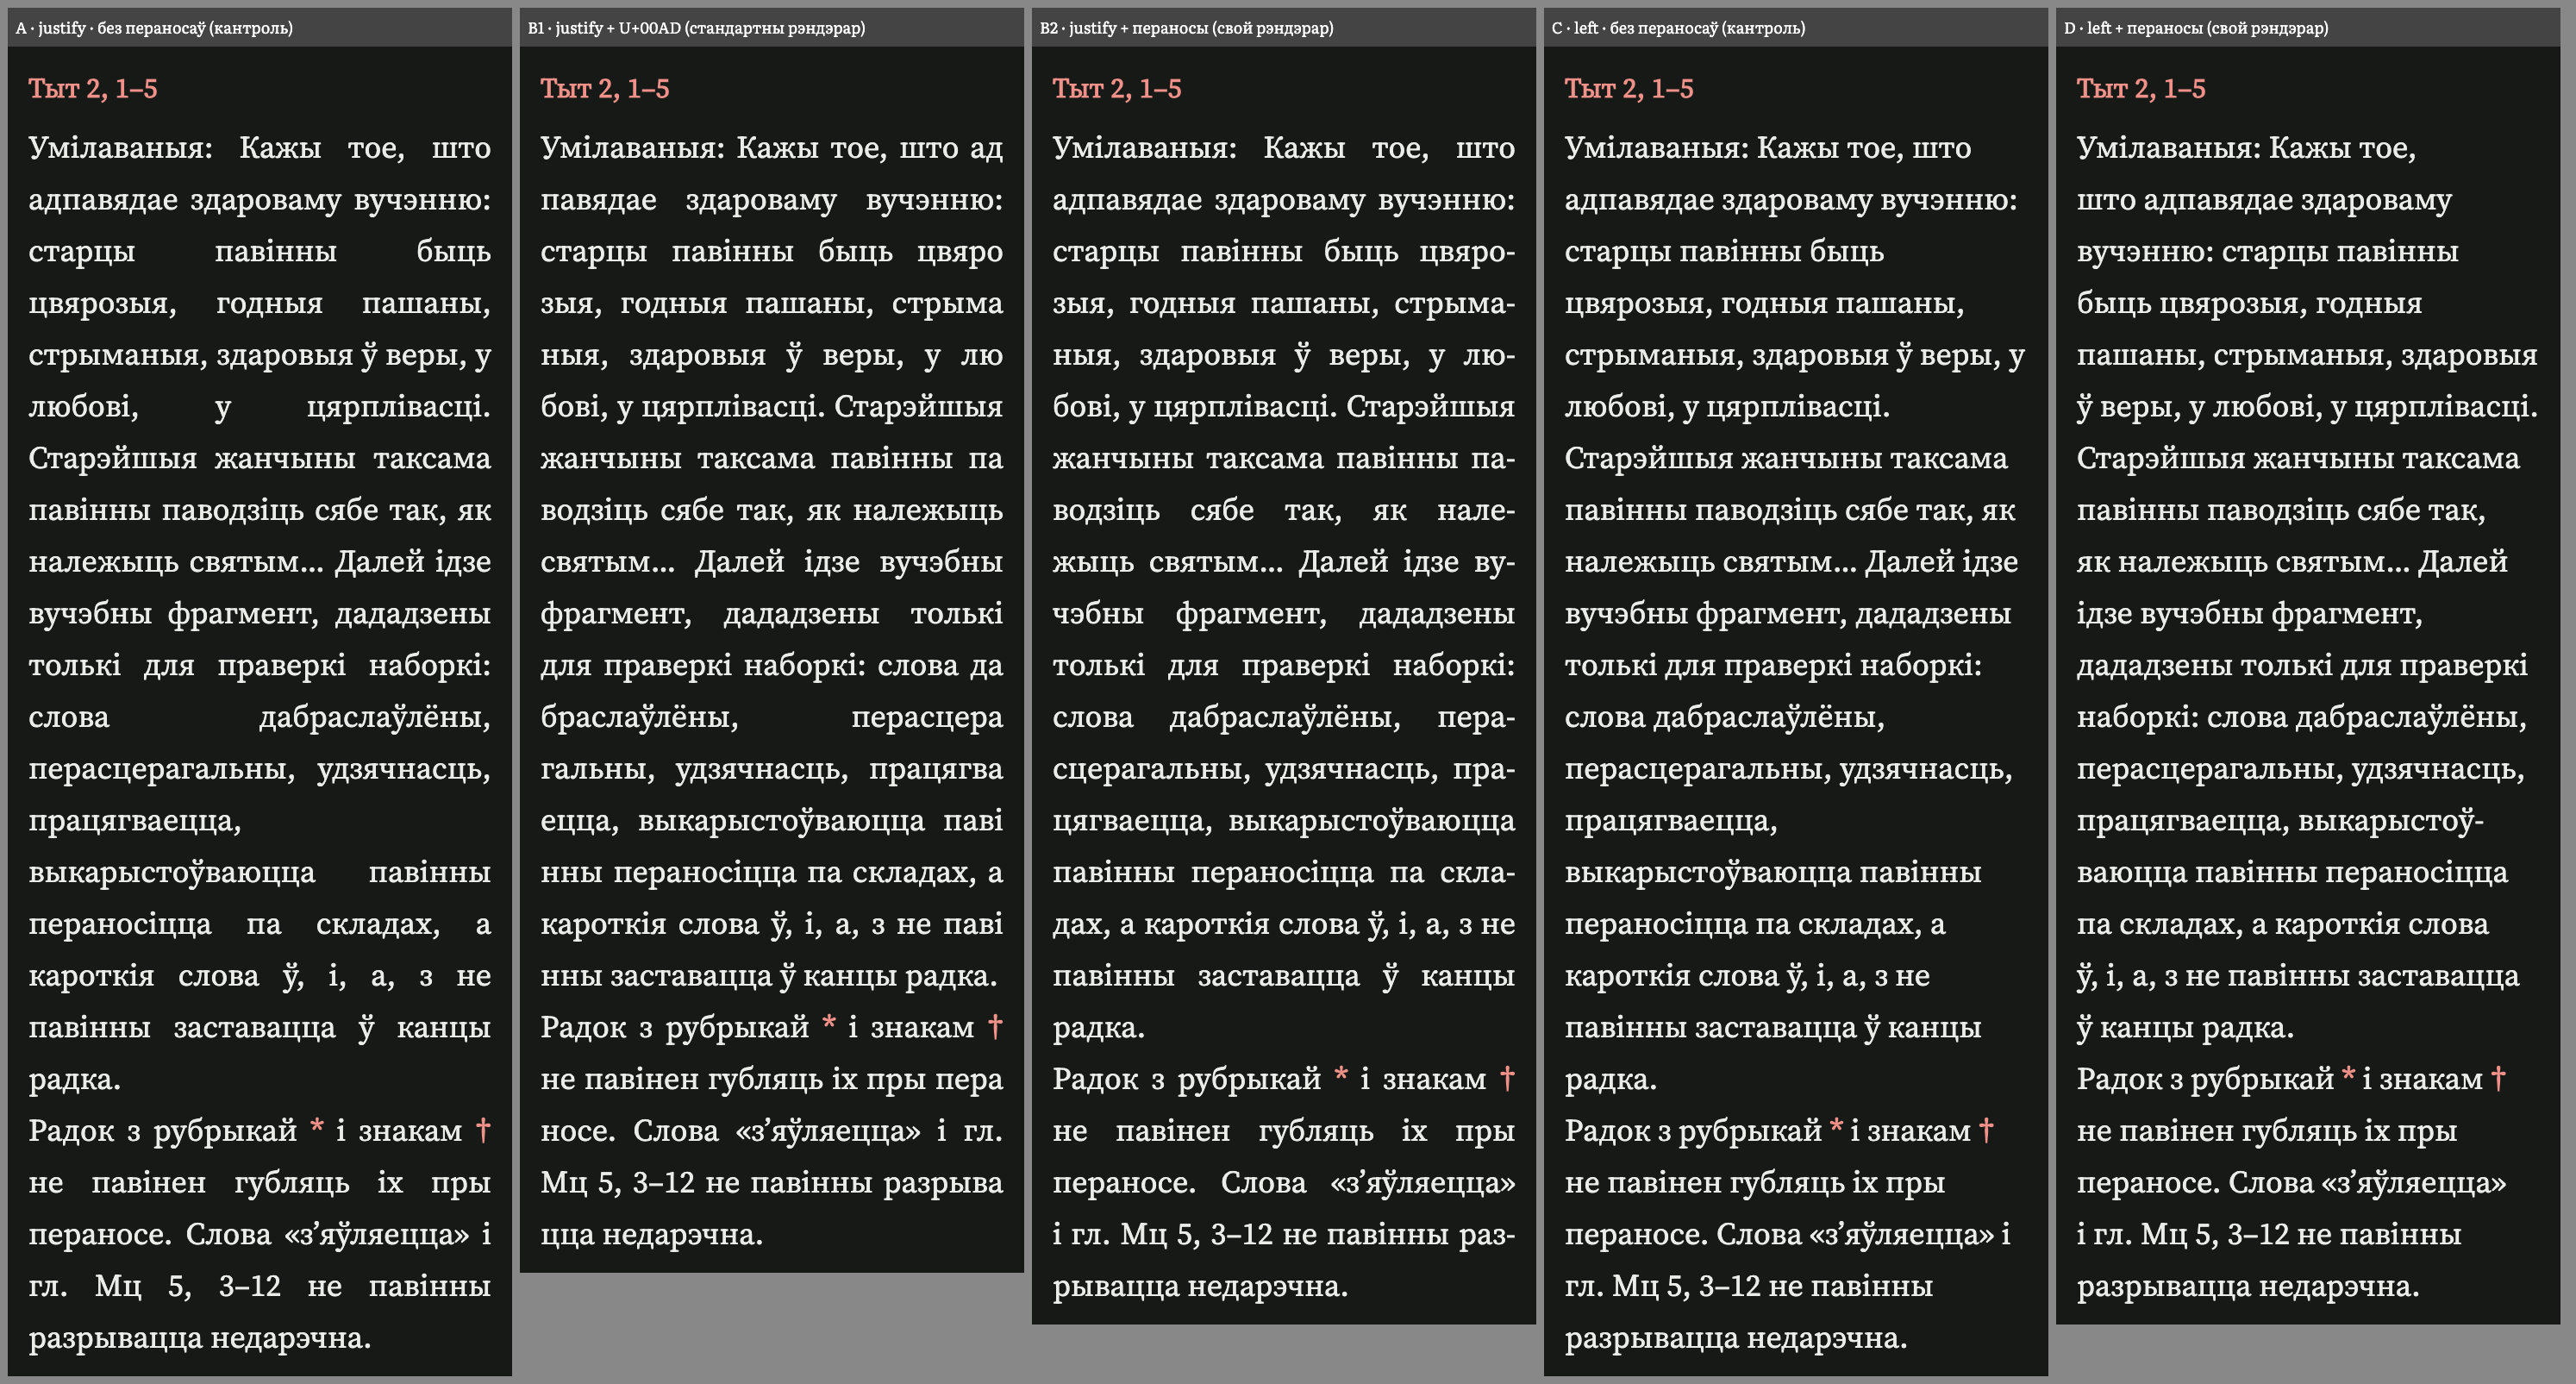 A · justify · без пераносаў (кантроль)
Тыт 2, 1–5
Умілаваныя: Кажы тое, што
адпавядае здароваму вучэнню:
старцы павінны быць
цвярозыя, годныя пашаны,
стрыманыя, здаровыя ў веры, у
любові, у цярплівасці.
Старэйшыя жанчыны таксама
павінны паводзіць сябе так, як
належыць святым... Далей ідзе
вучэбны фрагмент, дададзены
толькі для праверкі наборкі:
слова дабраслаўлёны,
перасцерагальны, удзячнасць,
працягваецца,
выкарыстоўваюцца павінны
пераносіцца па складах, а
кароткія слова ў, і, а, з не
павінны заставацца ў канцы
радка.
Радок з рубрыкай * і знакам †
не павінен губляць іх пры
пераносе. Слова «з’яўляецца» і
гл. Мц 5, 3–12 не павінны
разрывацца недарэчна.
B1 · justify + U+00AD (стандартны рэндэрар)
Тыт 2, 1–5
Умілаваныя: Кажы тое, што ад
павядае здароваму вучэнню:
старцы павінны быць цвяро
зыя, годныя пашаны, стрыма
ныя, здаровыя ў веры, у лю
бові, у цярплівасці. Старэйшыя
жанчыны таксама павінны па
водзіць сябе так, як належыць
святым... Далей ідзе вучэбны
фрагмент, дададзены толькі
для праверкі наборкі: слова да
браслаўлёны, перасцера
гальны, удзячнасць, працягва
ецца, выкарыстоўваюцца паві
нны пераносіцца па складах, а
кароткія слова ў, і, а, з не паві
нны заставацца ў канцы радка.
Радок з рубрыкай * і знакам †
не павінен губляць іх пры пера
носе. Слова «з’яўляецца» і гл.
Мц 5, 3–12 не павінны разрыва
цца недарэчна.
B2 · justify + пераносы (свой рэндэрар)
Тыт 2, 1–5
Умілаваныя: Кажы тое, што
адпавядае здароваму вучэнню:
старцы павінны быць цвяро-
зыя, годныя пашаны, стрыма-
ныя, здаровыя ў веры, у лю-
бові, у цярплівасці. Старэйшыя
жанчыны таксама павінны па-
водзіць сябе так, як нале-
жыць святым... Далей ідзе ву-
чэбны фрагмент, дададзены
толькі для праверкі наборкі:
слова дабраслаўлёны, пера-
сцерагальны, удзячнасць, пра-
цягваецца, выкарыстоўваюцца
павінны пераносіцца па скла-
дах, а кароткія слова ў, і, а, з не
павінны заставацца ў канцы
радка.
Радок з рубрыкай * і знакам †
не павінен губляць іх пры
пераносе. Слова «з’яўляецца»
і гл. Мц 5, 3–12 не павінны раз-
рывацца недарэчна.
C · left · без пераносаў (кантроль)
Тыт 2, 1–5
Умілаваныя: Кажы тое, што
адпавядае здароваму вучэнню:
старцы павінны быць
цвярозыя, годныя пашаны,
стрыманыя, здаровыя ў веры, у
любові, у цярплівасці.
Старэйшыя жанчыны таксама
павінны паводзіць сябе так, як
належыць святым... Далей ідзе
вучэбны фрагмент, дададзены
толькі для праверкі наборкі:
слова дабраслаўлёны,
перасцерагальны, удзячнасць,
працягваецца,
выкарыстоўваюцца павінны
пераносіцца па складах, а
кароткія слова ў, і, а, з не
павінны заставацца ў канцы
радка.
Радок з рубрыкай * і знакам †
не павінен губляць іх пры
пераносе. Слова «з’яўляецца» і
гл. Мц 5, 3–12 не павінны
разрывацца недарэчна.
D · left + пераносы (свой рэндэрар)
Тыт 2, 1–5
Умілаваныя: Кажы тое,
што адпавядае здароваму
вучэнню: старцы павінны
быць цвярозыя, годныя
пашаны, стрыманыя, здаровыя
ў веры, у любові, у цярплівасці.
Старэйшыя жанчыны таксама
павінны паводзіць сябе так,
як належыць святым... Далей
ідзе вучэбны фрагмент,
дададзены толькі для праверкі
наборкі: слова дабраслаўлёны,
перасцерагальны, удзячнасць,
працягваецца, выкарыстоў-
ваюцца павінны пераносіцца
па складах, а кароткія слова
ў, і, а, з не павінны заставацца
ў канцы радка.
Радок з рубрыкай * і знакам †
не павінен губляць іх пры
пераносе. Слова «з’яўляецца»
і гл. Мц 5, 3–12 не павінны
разрывацца недарэчна.